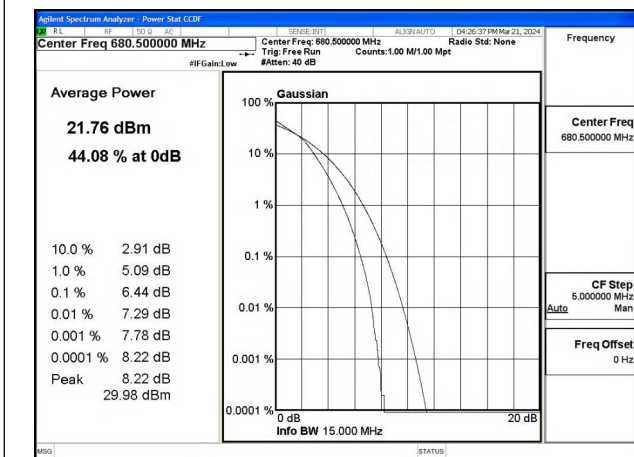 Agilent Spectrum Analyzer - Power Stat CCDF
RL RF 50 Ω AC SENSE:INT ALIGNAUTO 04:26:37 PM Mar 21, 2024
Center Freq 680.500000 MHz
Center Freq: 680.500000 MHz Radio Std: None
Trig: Free Run Counts:1.00 M/1.00 Mpt
#IFGain:Low #Atten: 40 dB
Frequency
Average Power
21.76 dBm
44.08 % at 0dB
10.0 % 2.91 dB
1.0 % 5.09 dB
0.1 % 6.44 dB
0.01 % 7.29 dB
0.001 % 7.78 dB
0.0001 % 8.22 dB
Peak 8.22 dB
29.98 dBm
Gaussian
100 %
10 %
1 %
0.1 %
0.01 %
0.001 %
0.0001 %
0 dB 20 dB
Info BW 15.000 MHz
Center Freq
680.500000 MHz
CF Step
5.000000 MHz
Auto Man
Freq Offset
0 Hz
MSG STATUS